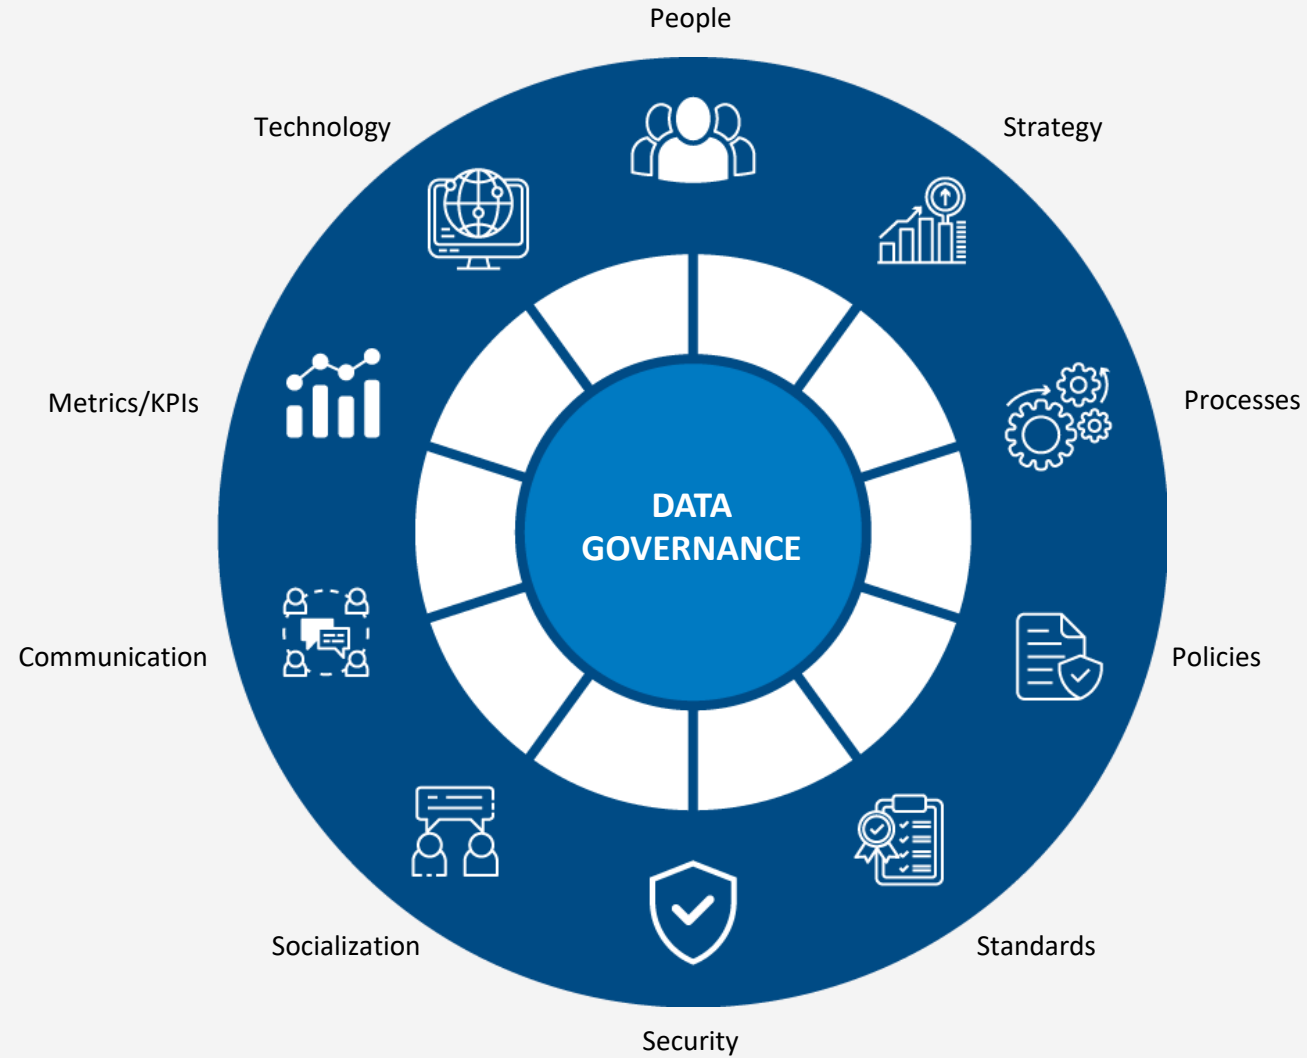 People
Technology
Strategy
Metrics/KPIs
Processes
DATA
GOVERNANCE
Communication
Policies
Socialization
Standards
Security